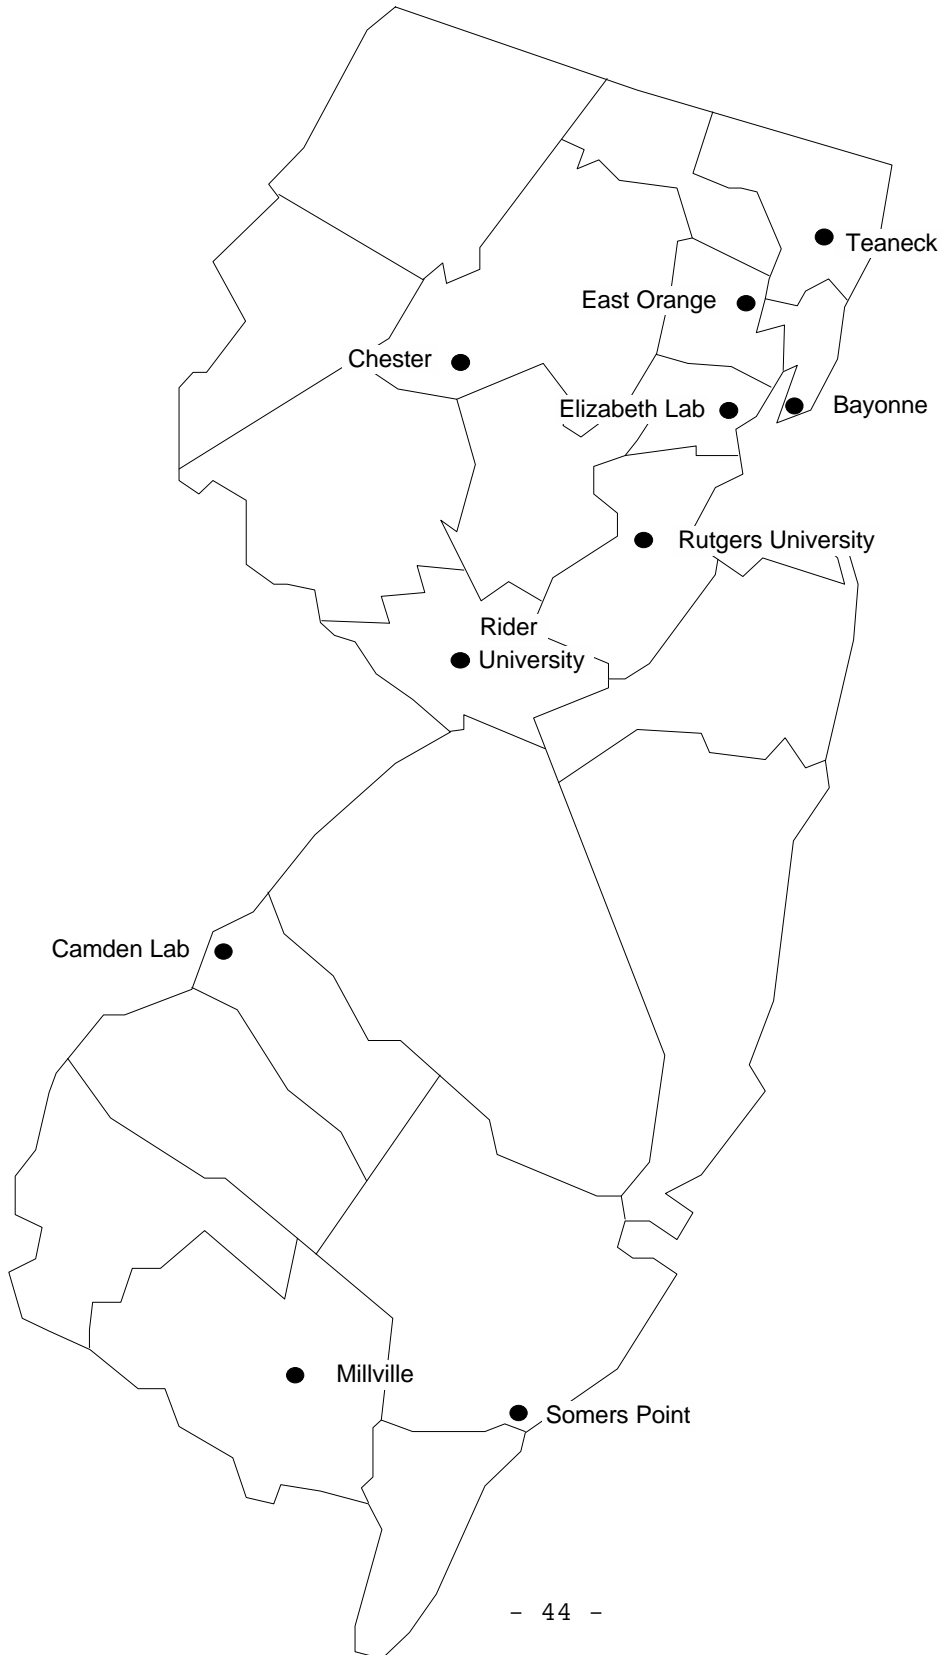 Teaneck
East Orange
Chester
Elizabeth Lab
Bayonne
Rutgers University
Rider
University
Camden Lab
Millville
Somers Point
- 44 -